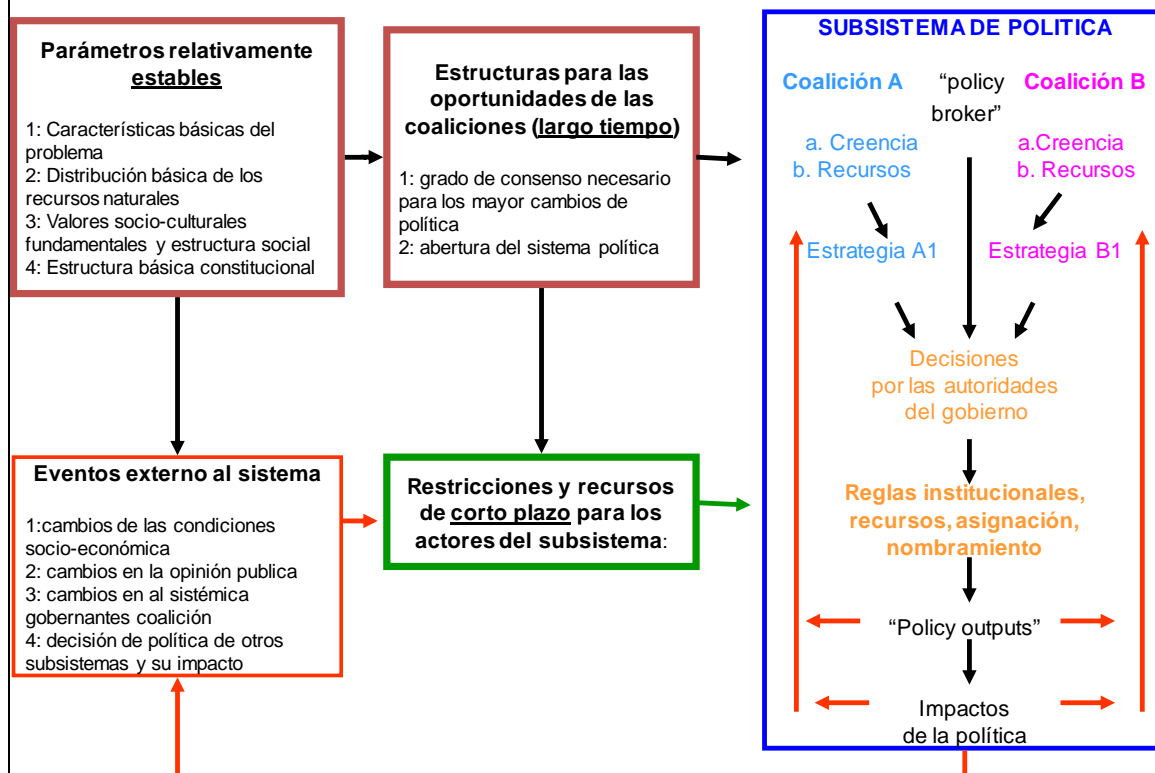 Parámetros relativamente
estables
1: Características básicas del
problema
2: Distribución básica de los
recursos naturales
3: Valores socio-culturales
fundamentales y estructura social
4: Estructura básica constitucional
Estructuras para las
oportunidades de las
coaliciones (largo tiempo)
1: grado de consenso necesario
para los mayor cambios de
política
2: abertura del sistema política
SUBSISTEMA DE POLITICA
Coalición A
“policy
broker”
Coalición B
a. Creencia
b. Recursos
a.Creencia
b. Recursos
Estrategia A1
Estrategia B1
Decisiones
por las autoridades
del gobierno
Reglas institucionales,
recursos, asignación,
nombramiento
“Policy outputs”
Impactos
de la política
Eventos externo al sistema
1:cambios de las condiciones
socio-económica
2: cambios en la opinión publica
3: cambios en al sistémica
gobernantes coalición
4: decisión de política de otros
subsistemas y su impacto
Restricciones y recursos
de corto plazo para los
actores del subsistema: